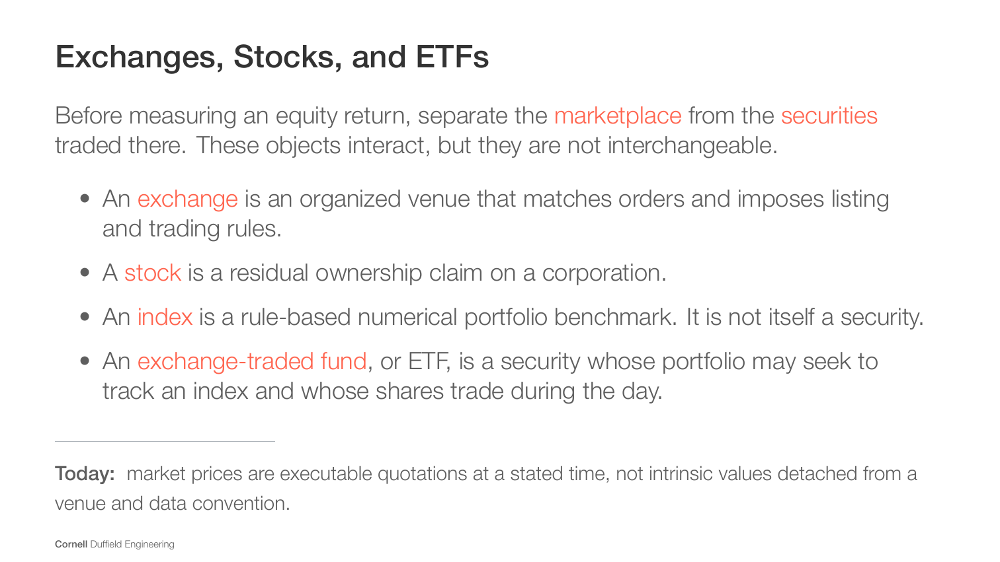 Exchanges, Stocks, and ETFs
Before measuring an equity return, separate the marketplace from the securities
traded there. These objects interact, but they are not interchangeable.
• An exchange is an organized venue that matches orders and imposes listing
and trading rules.
• A stock is a residual ownership claim on a corporation.
• An index is a rule-based numerical portfolio benchmark. It is not itself a security.
• An exchange-traded fund, or ETF, is a security whose portfolio may seek to
track an index and whose shares trade during the day.
Today: market prices are executable quotations at a stated time, not intrinsic values detached from a
venue and data convention.
Cornell Duffield Engineering